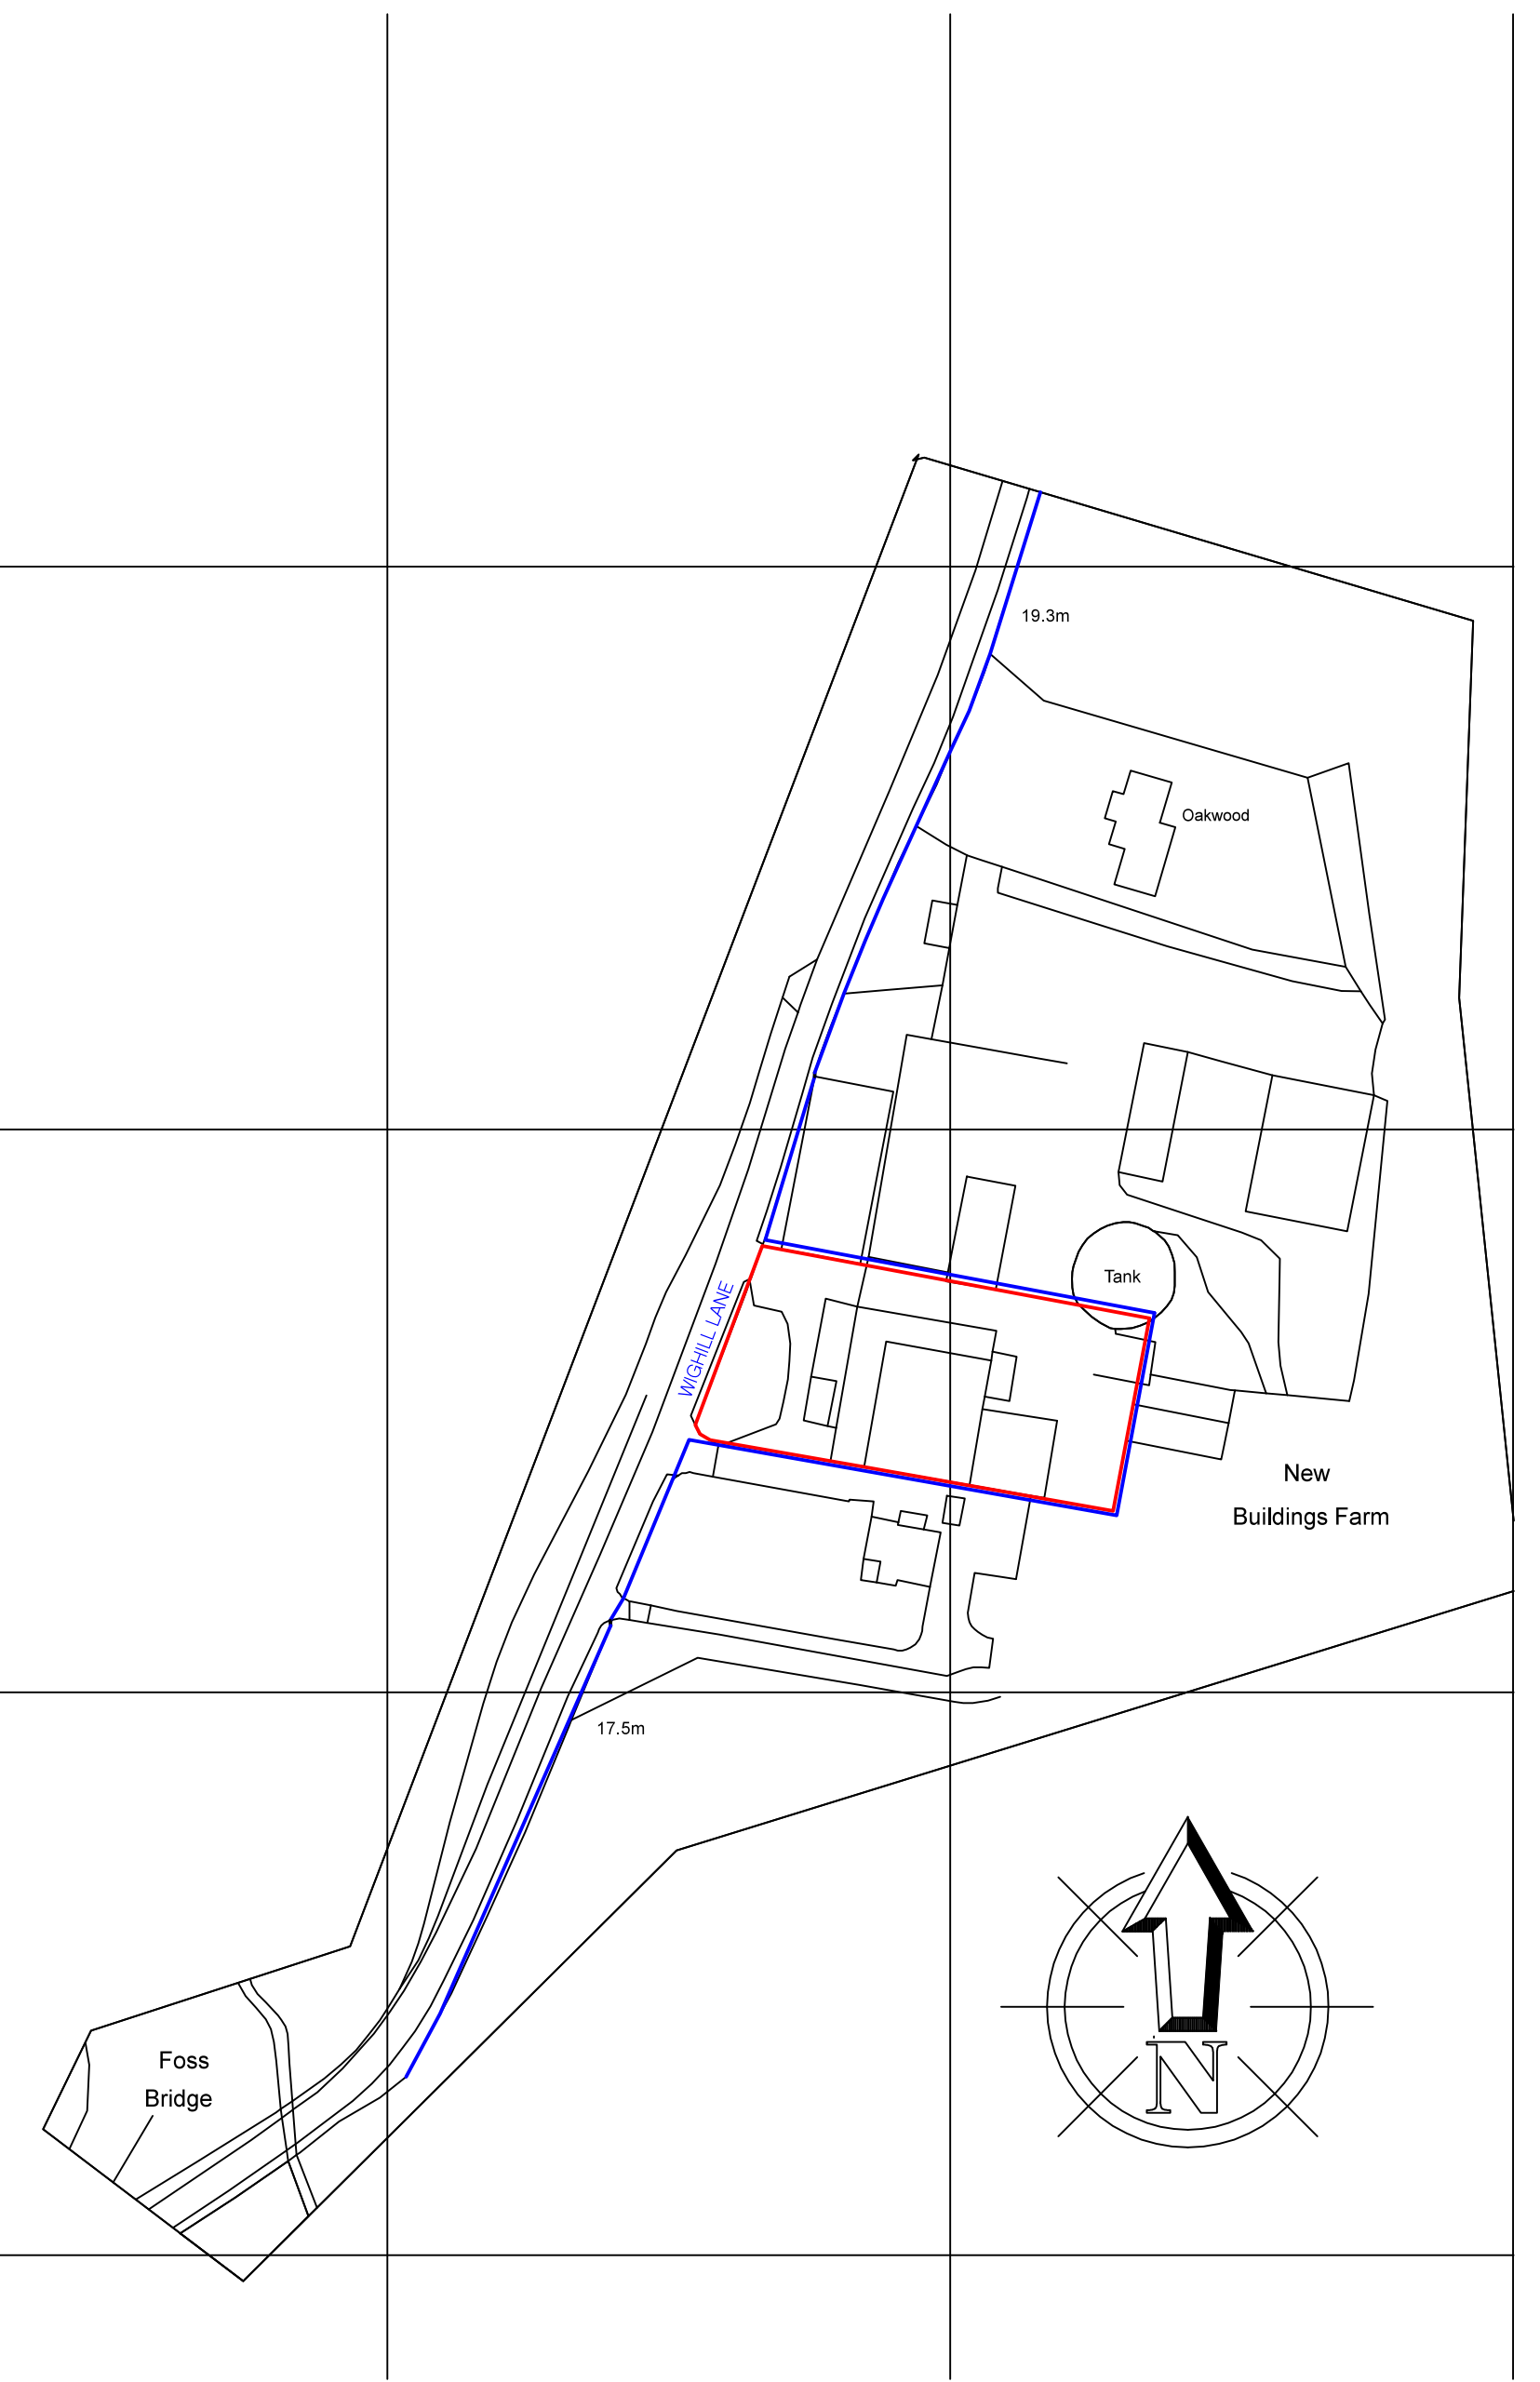 19.3m
Oakwood
Tank
WIGHILL LANE
New
Buildings Farm
17.5m
Foss
Bridge
N